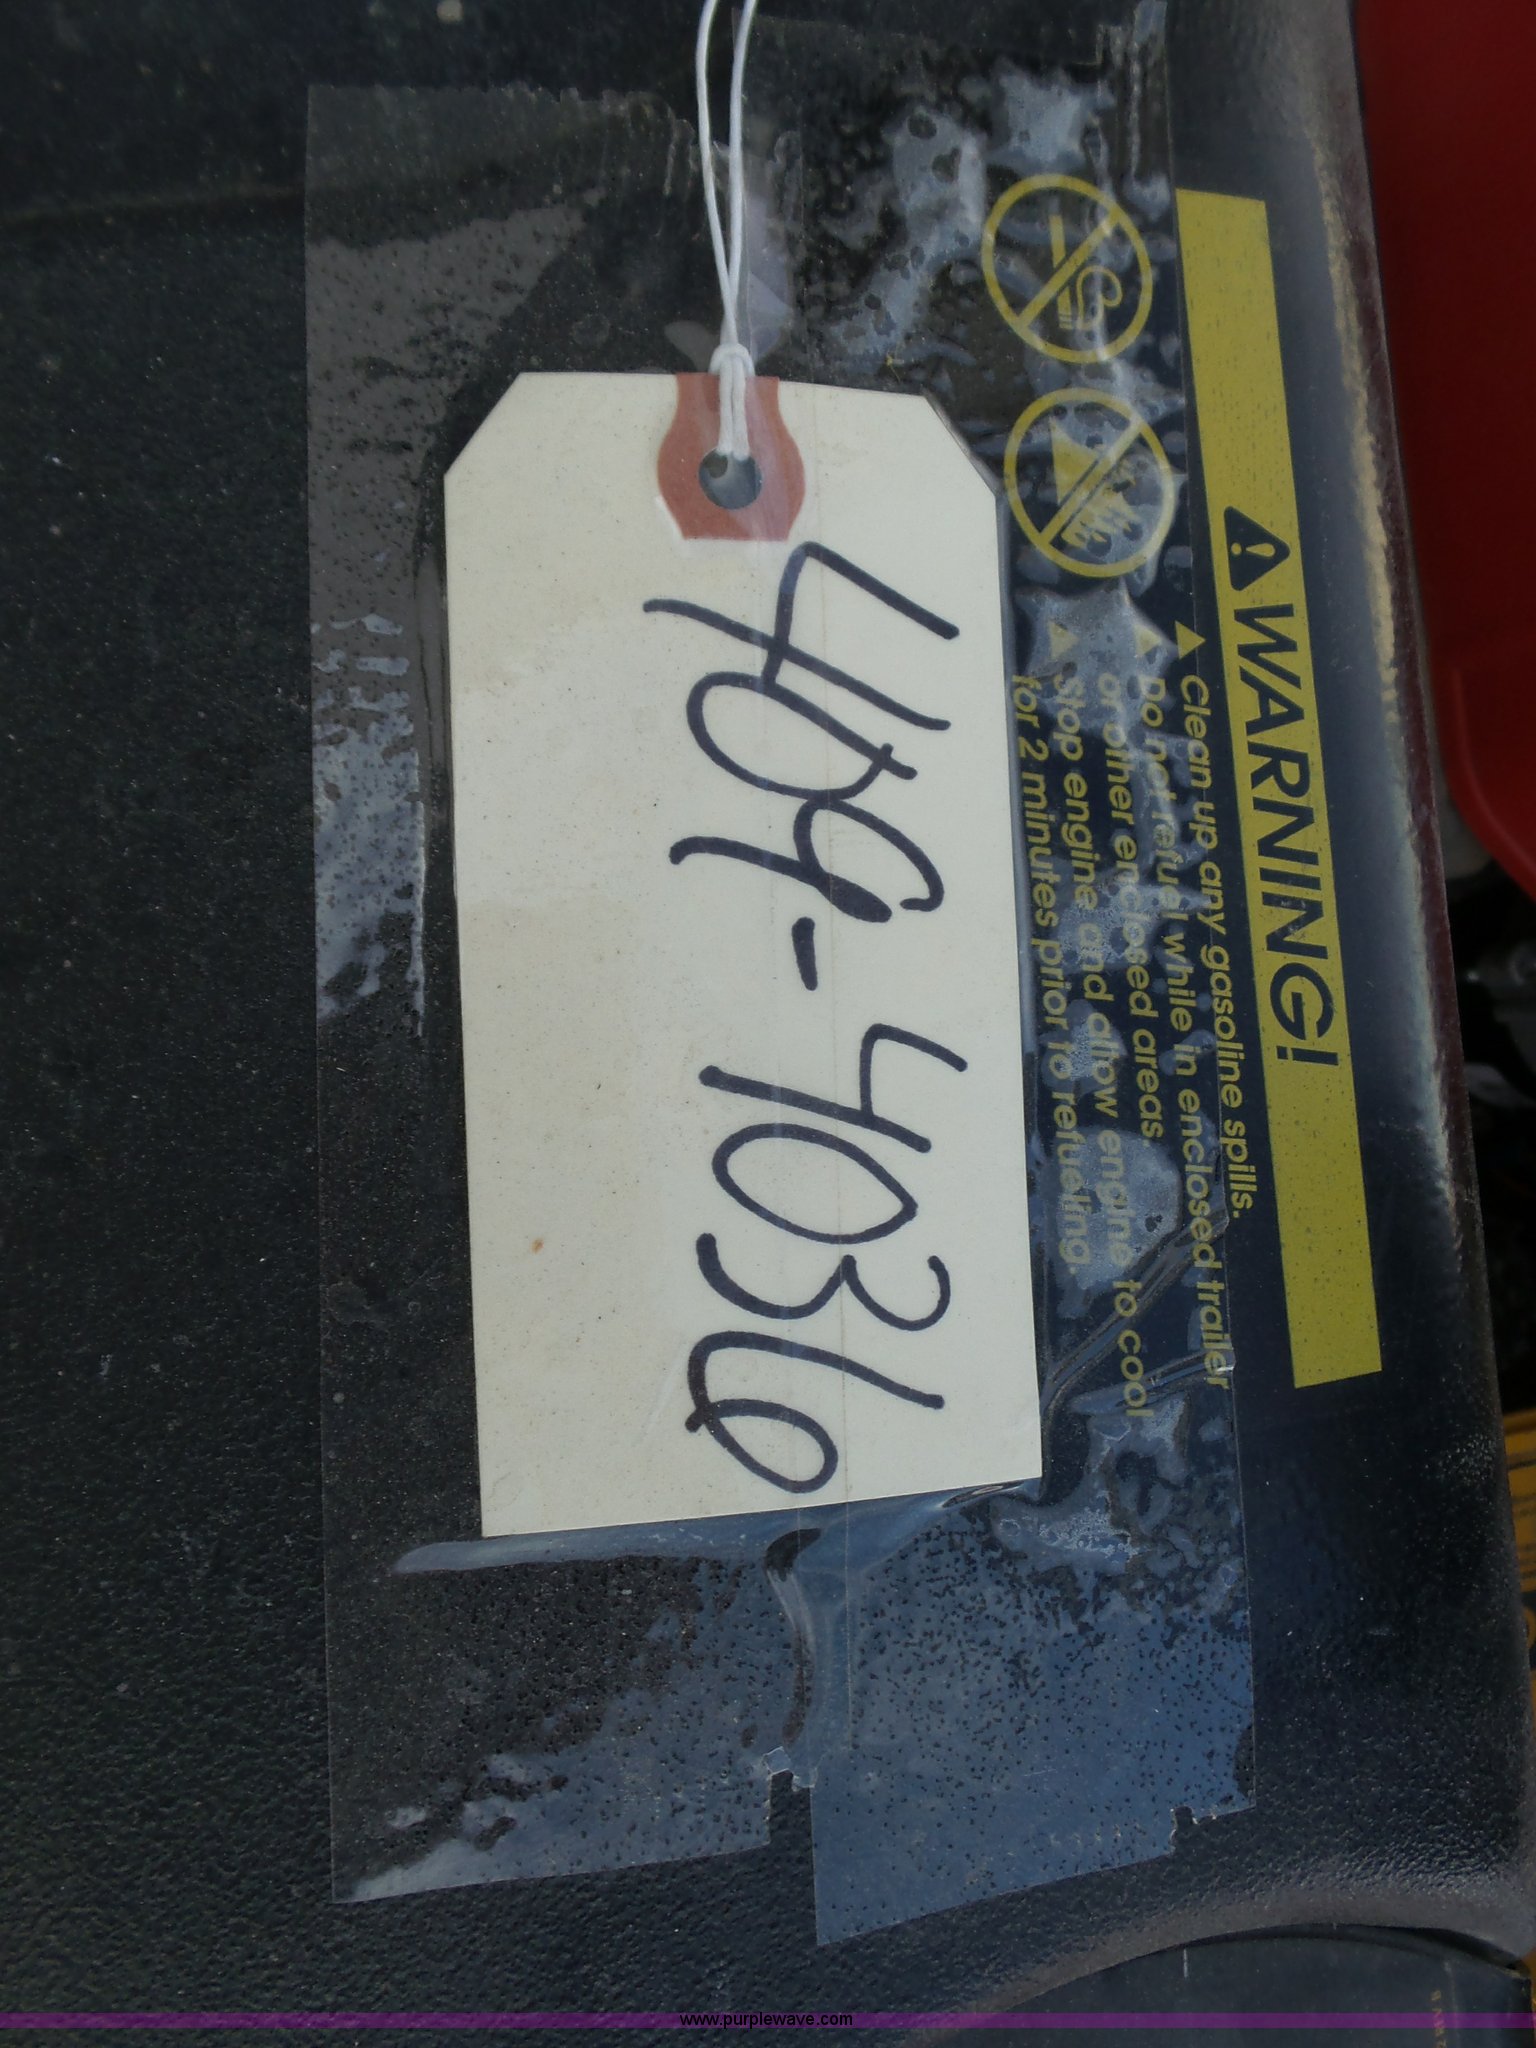 WARNING!
Clean up any gasoline spills.
Do not refuel while in enclosed trailer
or other enclosed areas.
Stop engine and allow engine to cool
for 2 minutes prior to refueling.
409-4036
www.purplewave.com